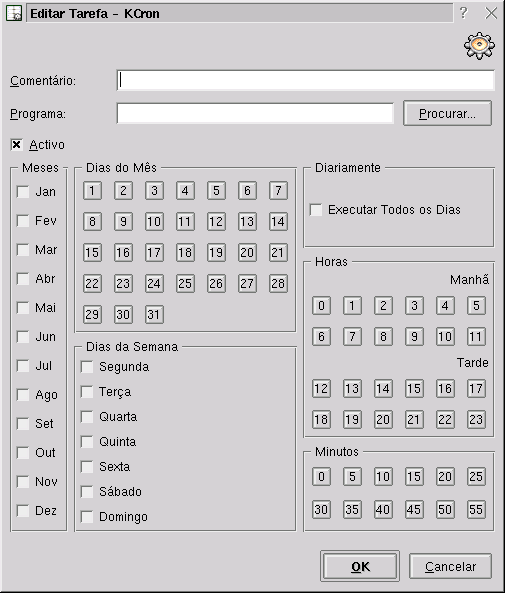 Editar Tarefa - KCron ?
Comentário:
Programa: Procurar...
Activo
Meses
Jan
Fev
Mar
Abr
Mai
Jun
Jul
Ago
Set
Out
Nov
Dez
Dias do Mês
1 2 3 4 5 6 7
8 9 10 11 12 13 14
15 16 17 18 19 20 21
22 23 24 25 26 27 28
29 30 31
Dias da Semana
Segunda
Terça
Quarta
Quinta
Sexta
Sábado
Domingo
Diariamente
Executar Todos os Dias
Horas
Manhã
0 1 2 3 4 5
6 7 8 9 10 11
Tarde
12 13 14 15 16 17
18 19 20 21 22 23
Minutos
0 5 10 15 20 25
30 35 40 45 50 55
OK Cancelar